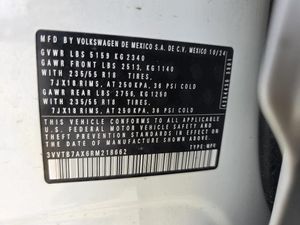 MFD BY VOLKSWAGEN DE MEXICO S.A. DE C.V. MEXICO 10/24
GVWR LBS 5159 KG 2340
GAWR FRONT LBS 2513, KG 1140
WITH 235/55 R18 TIRES,
7JX18 RIMS, AT 250 KPA, 36 PSI COLD
GAWR REAR LBS 2756, KG 1250
WITH 235/55 R18 TIRES,
7JX18 RIMS, AT 250 KPA, 36 PSI COLD
THIS VEHICLE CONFORMS TO ALL APPLICABLE
U.S. FEDERAL MOTOR VEHICLE SAFETY
STANDARDS IN EFFECT ON THE DATE OF
MANUFACTURE SHOWN ABOVE.
3VVTB7AX6RM218662 TYPE: MPV